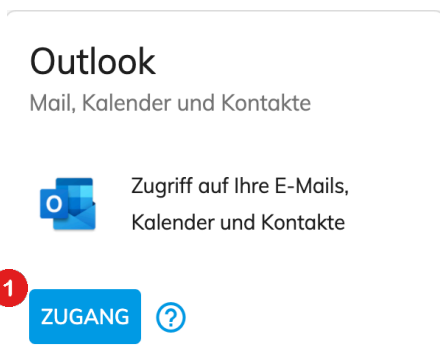 Outlook
Mail, Kalender und Kontakte
O
Zugriff auf Ihre E-Mails,
Kalender und Kontakte
1
ZUGANG ?